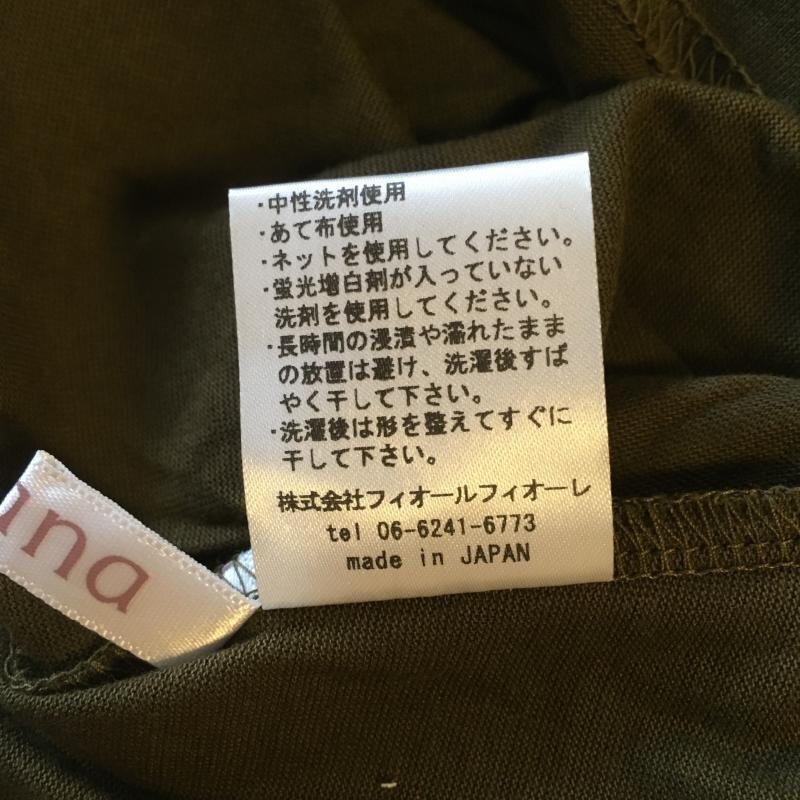 ・中性洗剤使用
・あて布使用
・ネットを使用してください。
・蛍光増白剤が入っていない
洗剤を使用してください。
・長時間の浸漬や濡れたまま
の放置は避け、洗濯後すば
やく干して下さい。
・洗濯後は形を整えてすぐに
干して下さい。
株式会社フィオールフィオーレ
tel 06-6241-6773
made in JAPAN
una